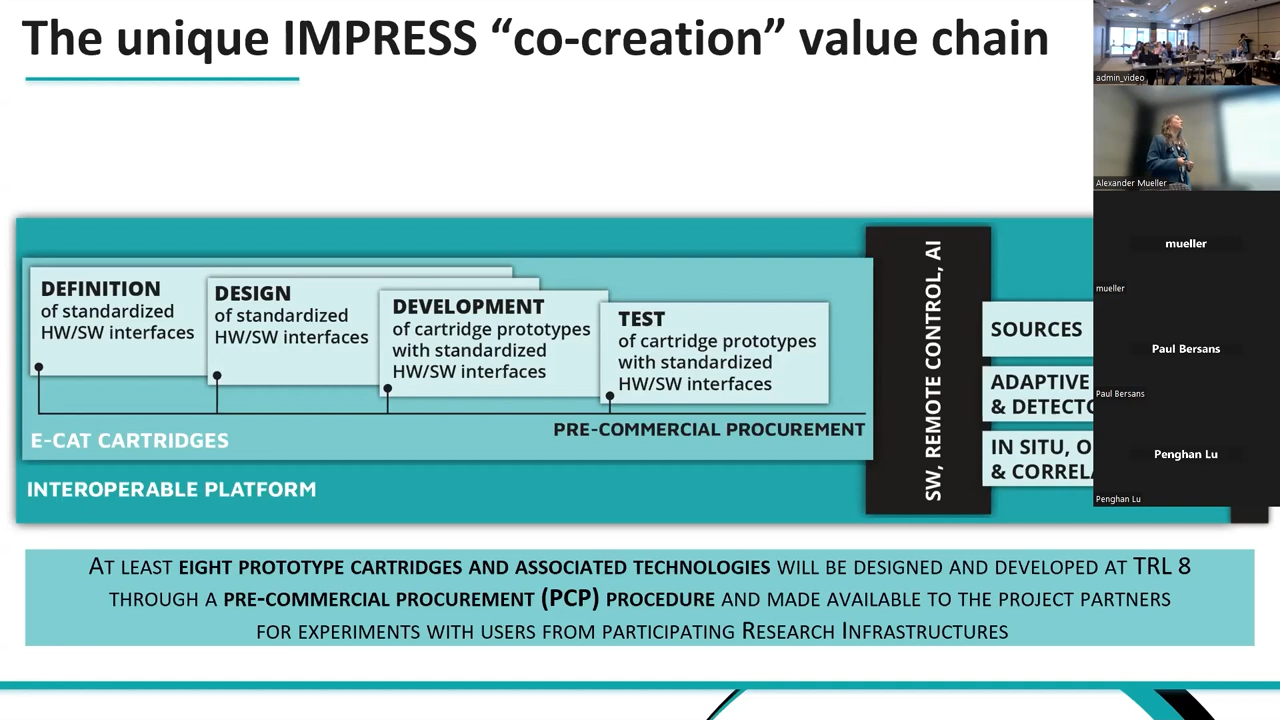 The unique IMPRESS “co-creation” value chain
DEFINITION
of standardized
HW/SW interfaces
DESIGN
of standardized
HW/SW interfaces
DEVELOPMENT
of cartridge prototypes
with standardized
HW/SW interfaces
TEST
of cartridge prototypes
with standardized
HW/SW interfaces
E-CAT CARTRIDGES
PRE-COMMERCIAL PROCUREMENT
INTEROPERABLE PLATFORM
SW, REMOTE CONTROL, AI
SOURCES
ADAPTIVE
& DETECTO
IN SITU, O
& CORRELA
AT LEAST EIGHT PROTOTYPE CARTRIDGES AND ASSOCIATED TECHNOLOGIES WILL BE DESIGNED AND DEVELOPED AT TRL 8
THROUGH A PRE-COMMERCIAL PROCUREMENT (PCP) PROCEDURE AND MADE AVAILABLE TO THE PROJECT PARTNERS
FOR EXPERIMENTS WITH USERS FROM PARTICIPATING RESEARCH INFRASTRUCTURES
admin_video
Alexander Mueller
mueller
mueller
Paul Bersans
Paul Bersans
Penghan Lu
Penghan Lu